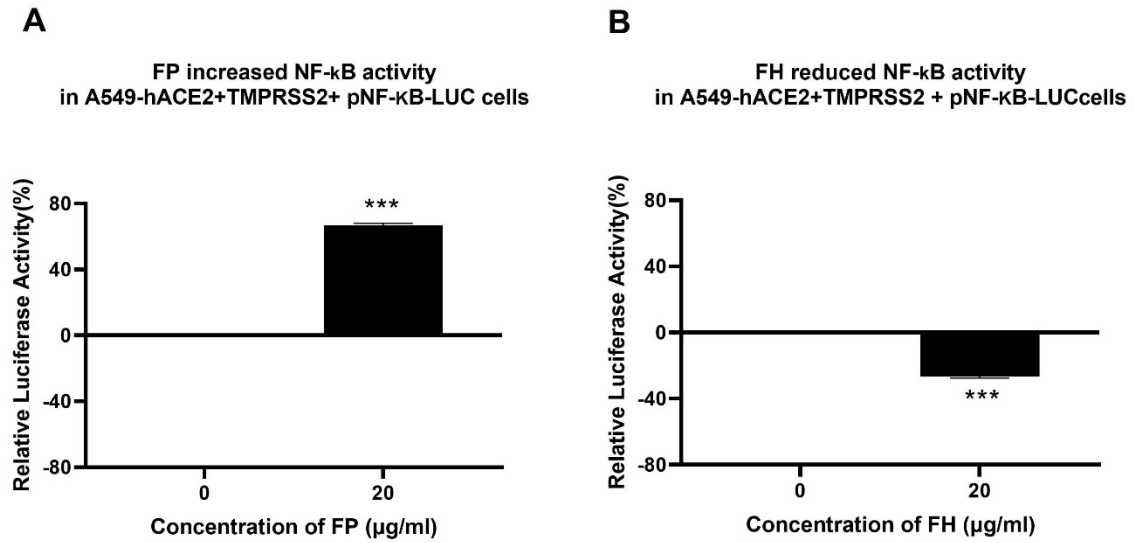 A
FP increased NF-κB activity
in A549-hACE2+TMPRSS2+ pNF-KB-LUC cells
Relative Luciferase Activity(%)
80
40
0
-40
-80
***
0
20
Concentration of FP (µg/ml)
B
FH reduced NF-κB activity
in A549-hACE2+TMPRSS2 + pNF-KB-LUCcells
Relative Luciferase Activity(%)
80
40
0
-40
-80
***
0
20
Concentration of FH (µg/ml)